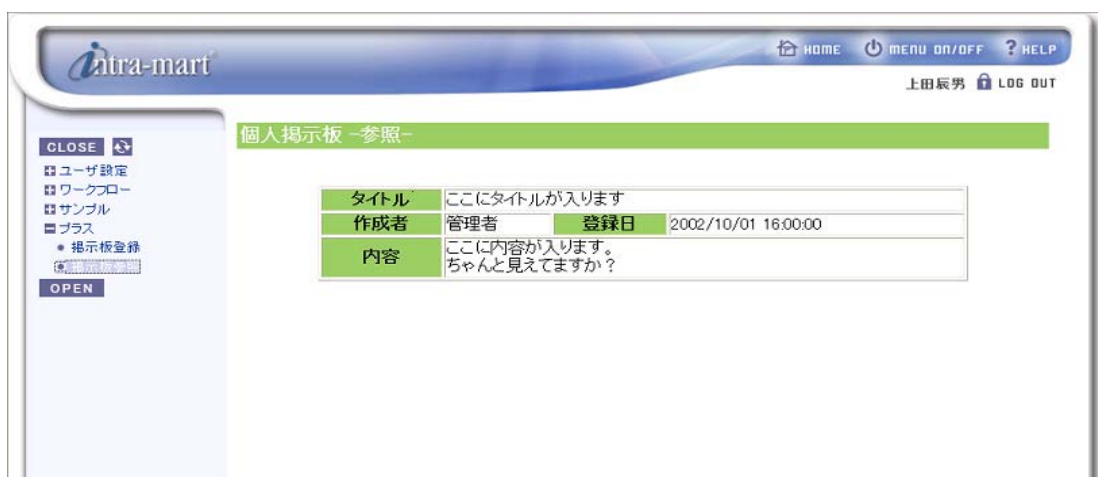 intra-mart
HOME MENU ON/OFF ? HELP
上田辰男 LOG OUT
CLOSE
ユーザ設定
ワークフロー
サンプル
プラス
掲示板登録
掲示板参照
OPEN
個人掲示板 -参照-
タイトル ここにタイトルが入ります
作成者 管理者 登録日 2002/10/01 16:00:00
内容 ここに内容が入ります。
ちゃんと見えてますか？